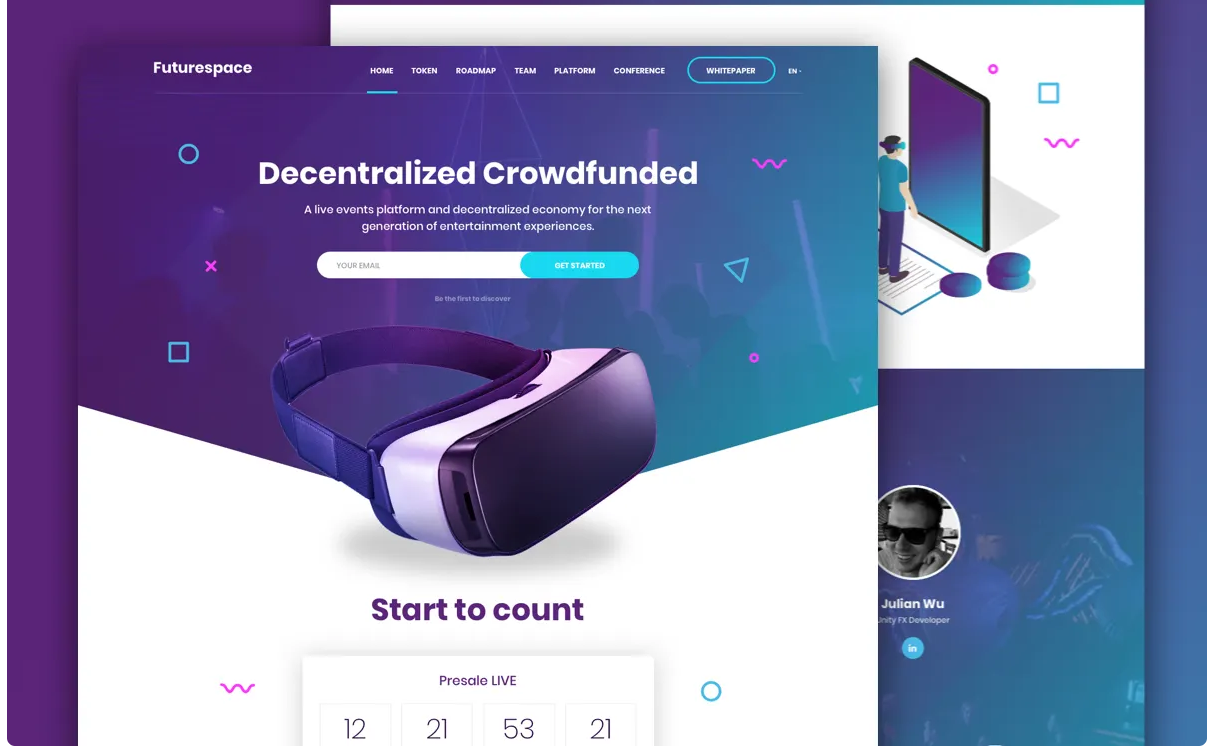 Futurespace
HOME TOKEN ROADMAP TEAM PLATFORM CONFERENCE WHITEPAPER EN
Decentralized Crowdfunded
A live events platform and decentralized economy for the next
generation of entertainment experiences.
YOUR EMAIL GET STARTED
Be the first to discover
Start to count
Presale LIVE
12 21 53 21
Julian Wu
Unity FX Developer
in